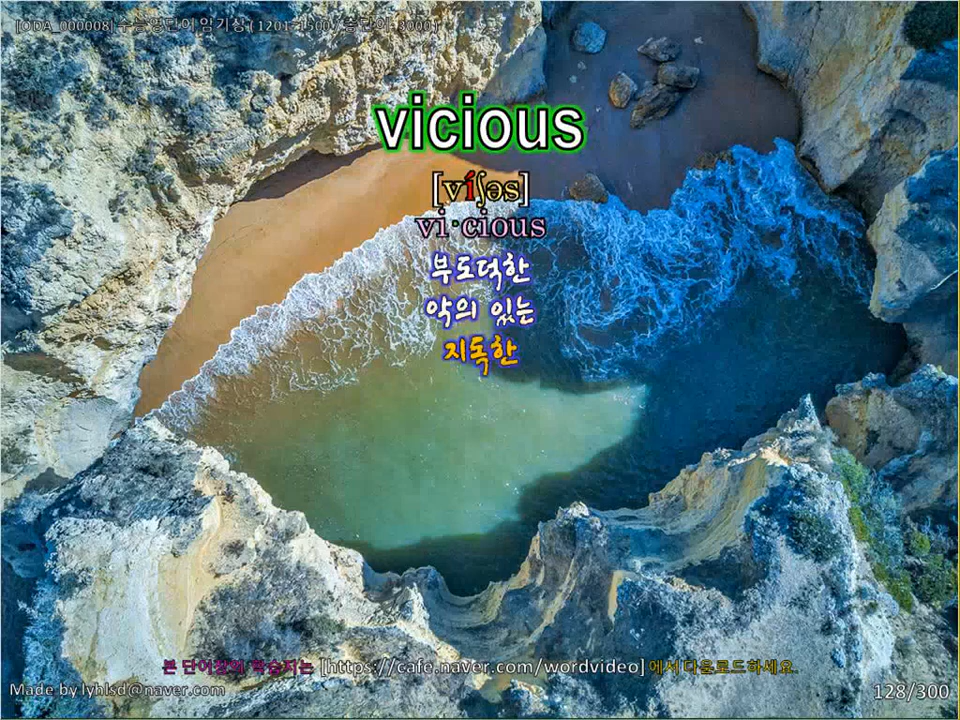 [ODA_000008] 수능영단어 암기상 ( 1201~1500 / 총단어 3000 )
vicious
[víʃəs]
vi·cious
부도덕한
악의 있는
지독한
본 단어장의 학습지는 [https://cafe.naver.com/wordvideo] 에서 다운로드하세요.
Made by lyhlsd@naver.com
128/300